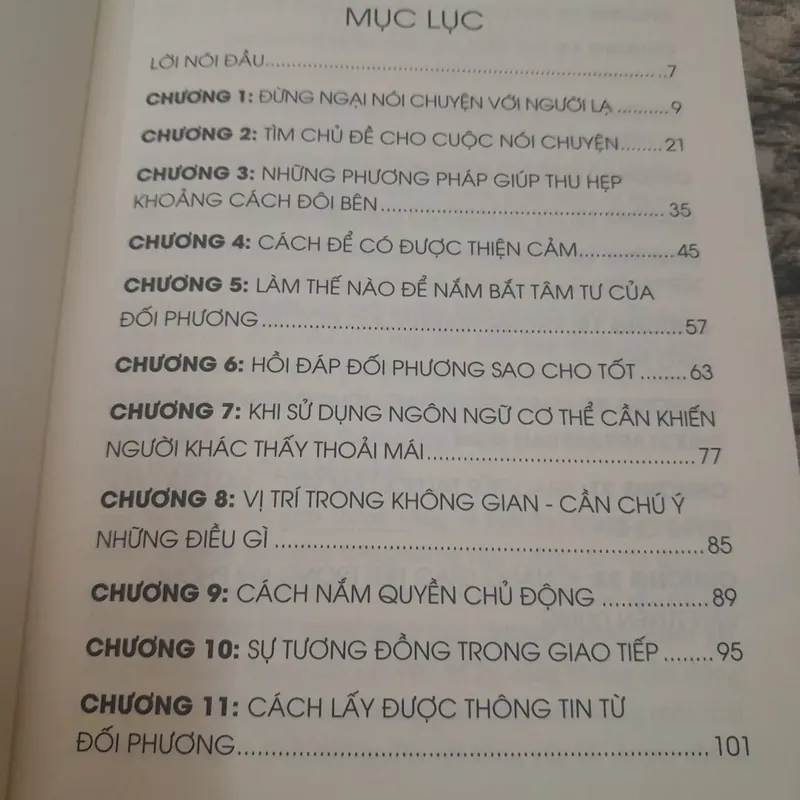 MỤC LỤC
LỜI NÓI ĐẦU..........................................................7
CHƯƠNG 1: ĐỪNG NGẠI NÓI CHUYỆN VỚI NGƯỜI LẠ ..........9
CHƯƠNG 2: TÌM CHỦ ĐỀ CHO CUỘC NÓI CHUYỆN........21
CHƯƠNG 3: NHỮNG PHƯƠNG PHÁP GIÚP THU HẸP
KHOẢNG CÁCH ĐÔI BÊN..........................................35
CHƯƠNG 4: CÁCH ĐỂ CÓ ĐƯỢC THIỆN CẢM.................45
CHƯƠNG 5: LÀM THẾ NÀO ĐỂ NẮM BẮT TÂM TƯ CỦA
ĐỐI PHƯƠNG..........................................................57
CHƯƠNG 6: HỒI ĐÁP ĐỐI PHƯƠNG SAO CHO TỐT ........63
CHƯƠNG 7: KHI SỬ DỤNG NGÔN NGỮ CƠ THỂ CẦN KHIẾN
NGƯỜI KHÁC THẤY THOẢI MÁI....................................77
CHƯƠNG 8: VỊ TRÍ TRONG KHÔNG GIAN - CẦN CHÚ Ý
NHỮNG ĐIỀU GÌ ......................................................85
CHƯƠNG 9: CÁCH NẮM QUYỀN CHỦ ĐỘNG ..............89
CHƯƠNG 10: SỰ TƯƠNG ĐỒNG TRONG GIAO TIẾP ........95
CHƯƠNG 11: CÁCH LẤY ĐƯỢC THÔNG TIN TỪ
ĐỐI PHƯƠNG..........................................................101